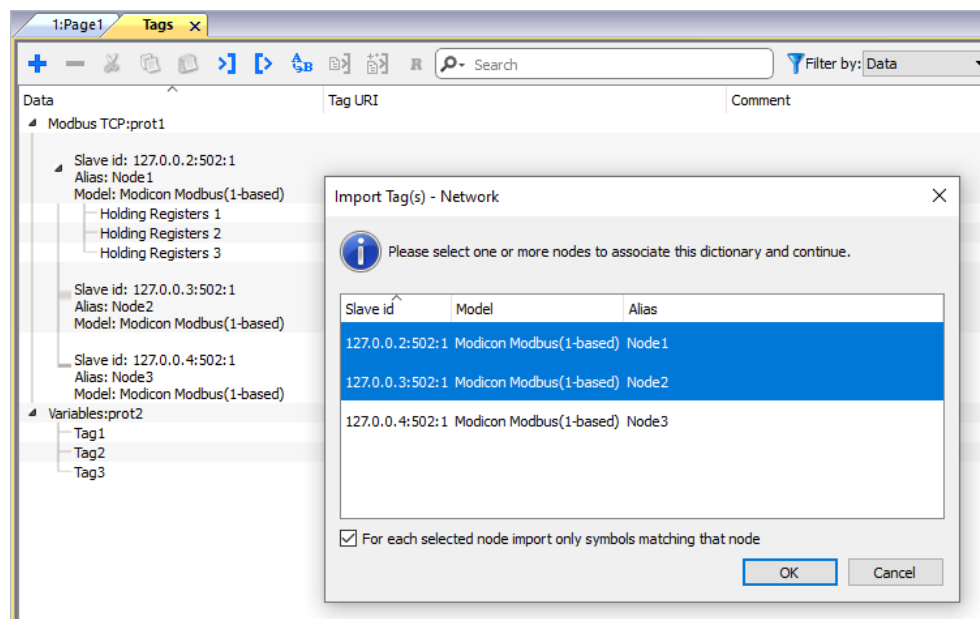 1:Page1 Tags
R Search Filter by: Data
Data Tag URI Comment
Modbus TCP:prot1
Slave id: 127.0.0.2:502:1
Alias: Node1
Model: Modicon Modbus(1-based)
Holding Registers 1
Holding Registers 2
Holding Registers 3
Slave id: 127.0.0.3:502:1
Alias: Node2
Model: Modicon Modbus(1-based)
Slave id: 127.0.0.4:502:1
Alias: Node3
Model: Modicon Modbus(1-based)
Variables:prot2
Tag1
Tag2
Tag3
Import Tag(s) - Network
Please select one or more nodes to associate this dictionary and continue.
Slave id Model Alias
127.0.0.2:502:1 Modicon Modbus(1-based) Node1
127.0.0.3:502:1 Modicon Modbus(1-based) Node2
127.0.0.4:502:1 Modicon Modbus(1-based) Node3
For each selected node import only symbols matching that node
OK Cancel